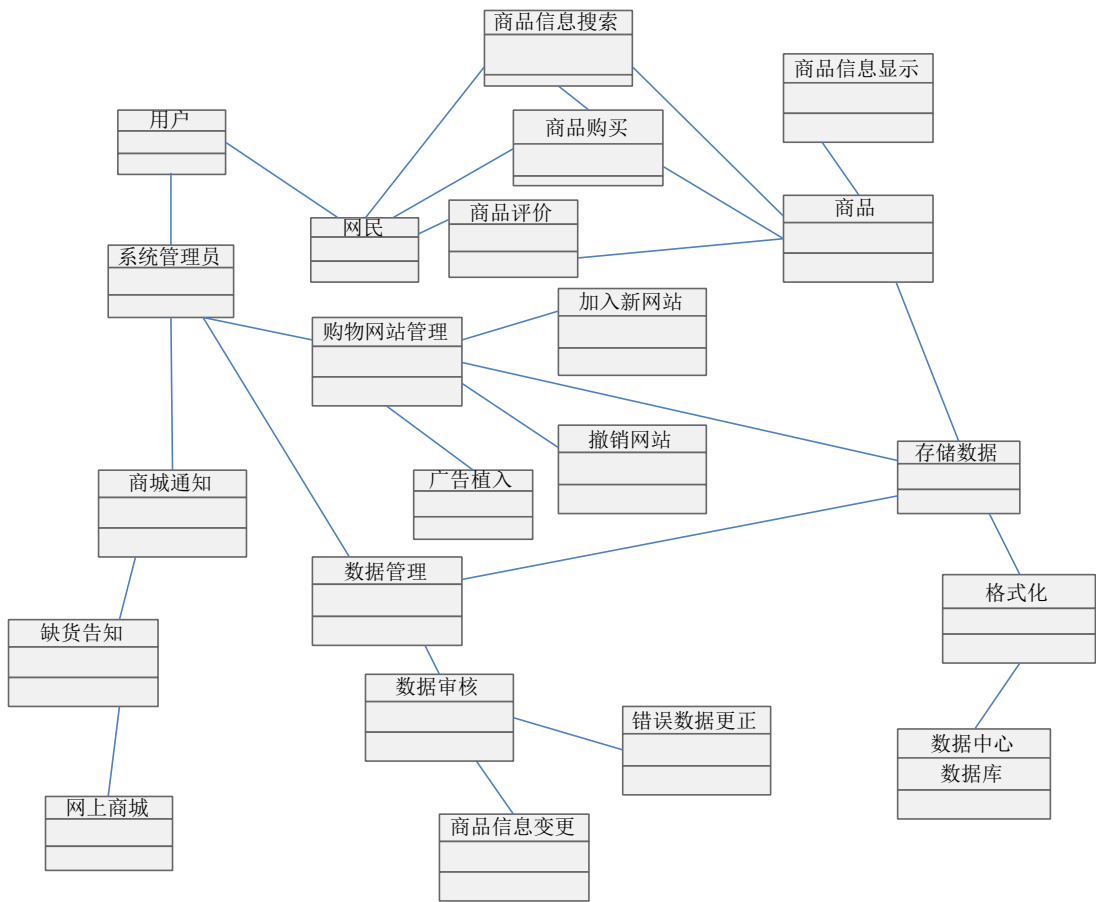 商品信息搜索
商品信息显示
用户
商品购买
商品评价
商品
网民
系统管理员
加入新网站
购物网站管理
撤销网站
存储数据
广告植入
商城通知
数据管理
格式化
缺货告知
数据审核
错误数据更正
数据中心
数据库
网上商城
商品信息变更